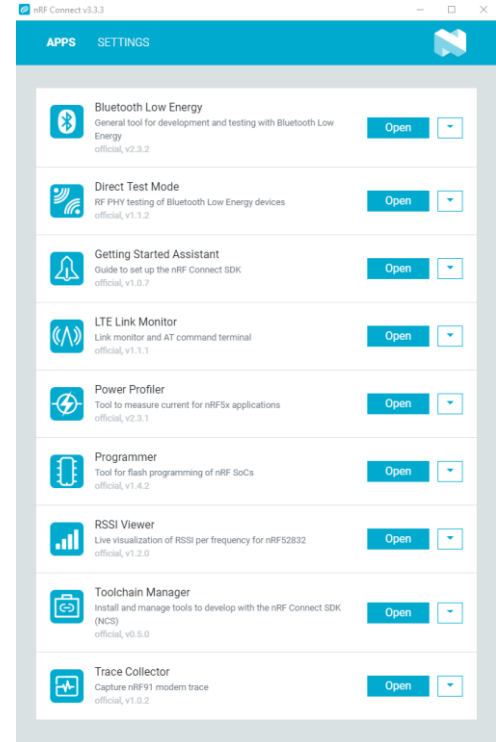 nRF Connect v3.3.3
APPS SETTINGS
Bluetooth Low Energy
General tool for development and testing with Bluetooth Low
Energy
official, v2.3.2
Open
Direct Test Mode
RF PHY testing of Bluetooth Low Energy devices
official, v1.1.2
Open
Getting Started Assistant
Guide to set up the nRF Connect SDK
official, v1.0.7
Open
LTE Link Monitor
Link monitor and AT command terminal
official, v1.1.1
Open
Power Profiler
Tool to measure current for nRF5x applications
official, v2.3.1
Open
Programmer
Tool for flash programming of nRF SoCs
official, v1.4.2
Open
RSSI Viewer
Live visualization of RSSI per frequency for nRF52832
official, v1.2.0
Open
Toolchain Manager
Install and manage tools to develop with the nRF Connect SDK
(NCS)
official, v0.5.0
Open
Trace Collector
Capture nRF91 modem trace
official, v1.0.2
Open